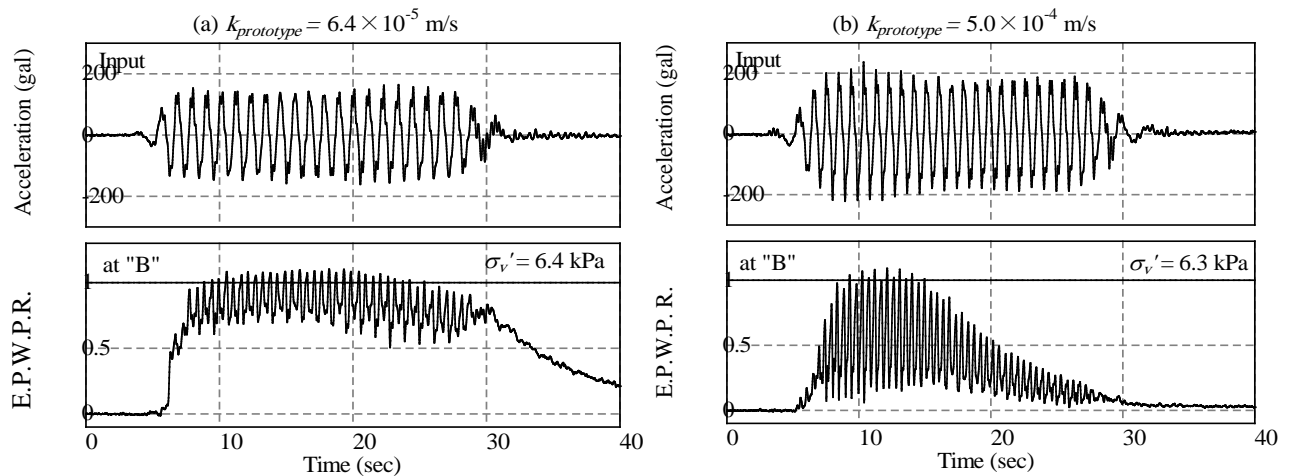 (a) k_prototype = 6.4×10⁻⁵ m/s
Acceleration (gal)
Input
200
0
-200
E.P.W.P.R.
at "B"
σ_v' = 6.4 kPa
1
0.5
0
0 10 20 30 40
Time (sec)
(b) k_prototype = 5.0×10⁻⁴ m/s
Acceleration (gal)
Input
200
0
-200
E.P.W.P.R.
at "B"
σ_v' = 6.3 kPa
1
0.5
0
0 10 20 30 40
Time (sec)